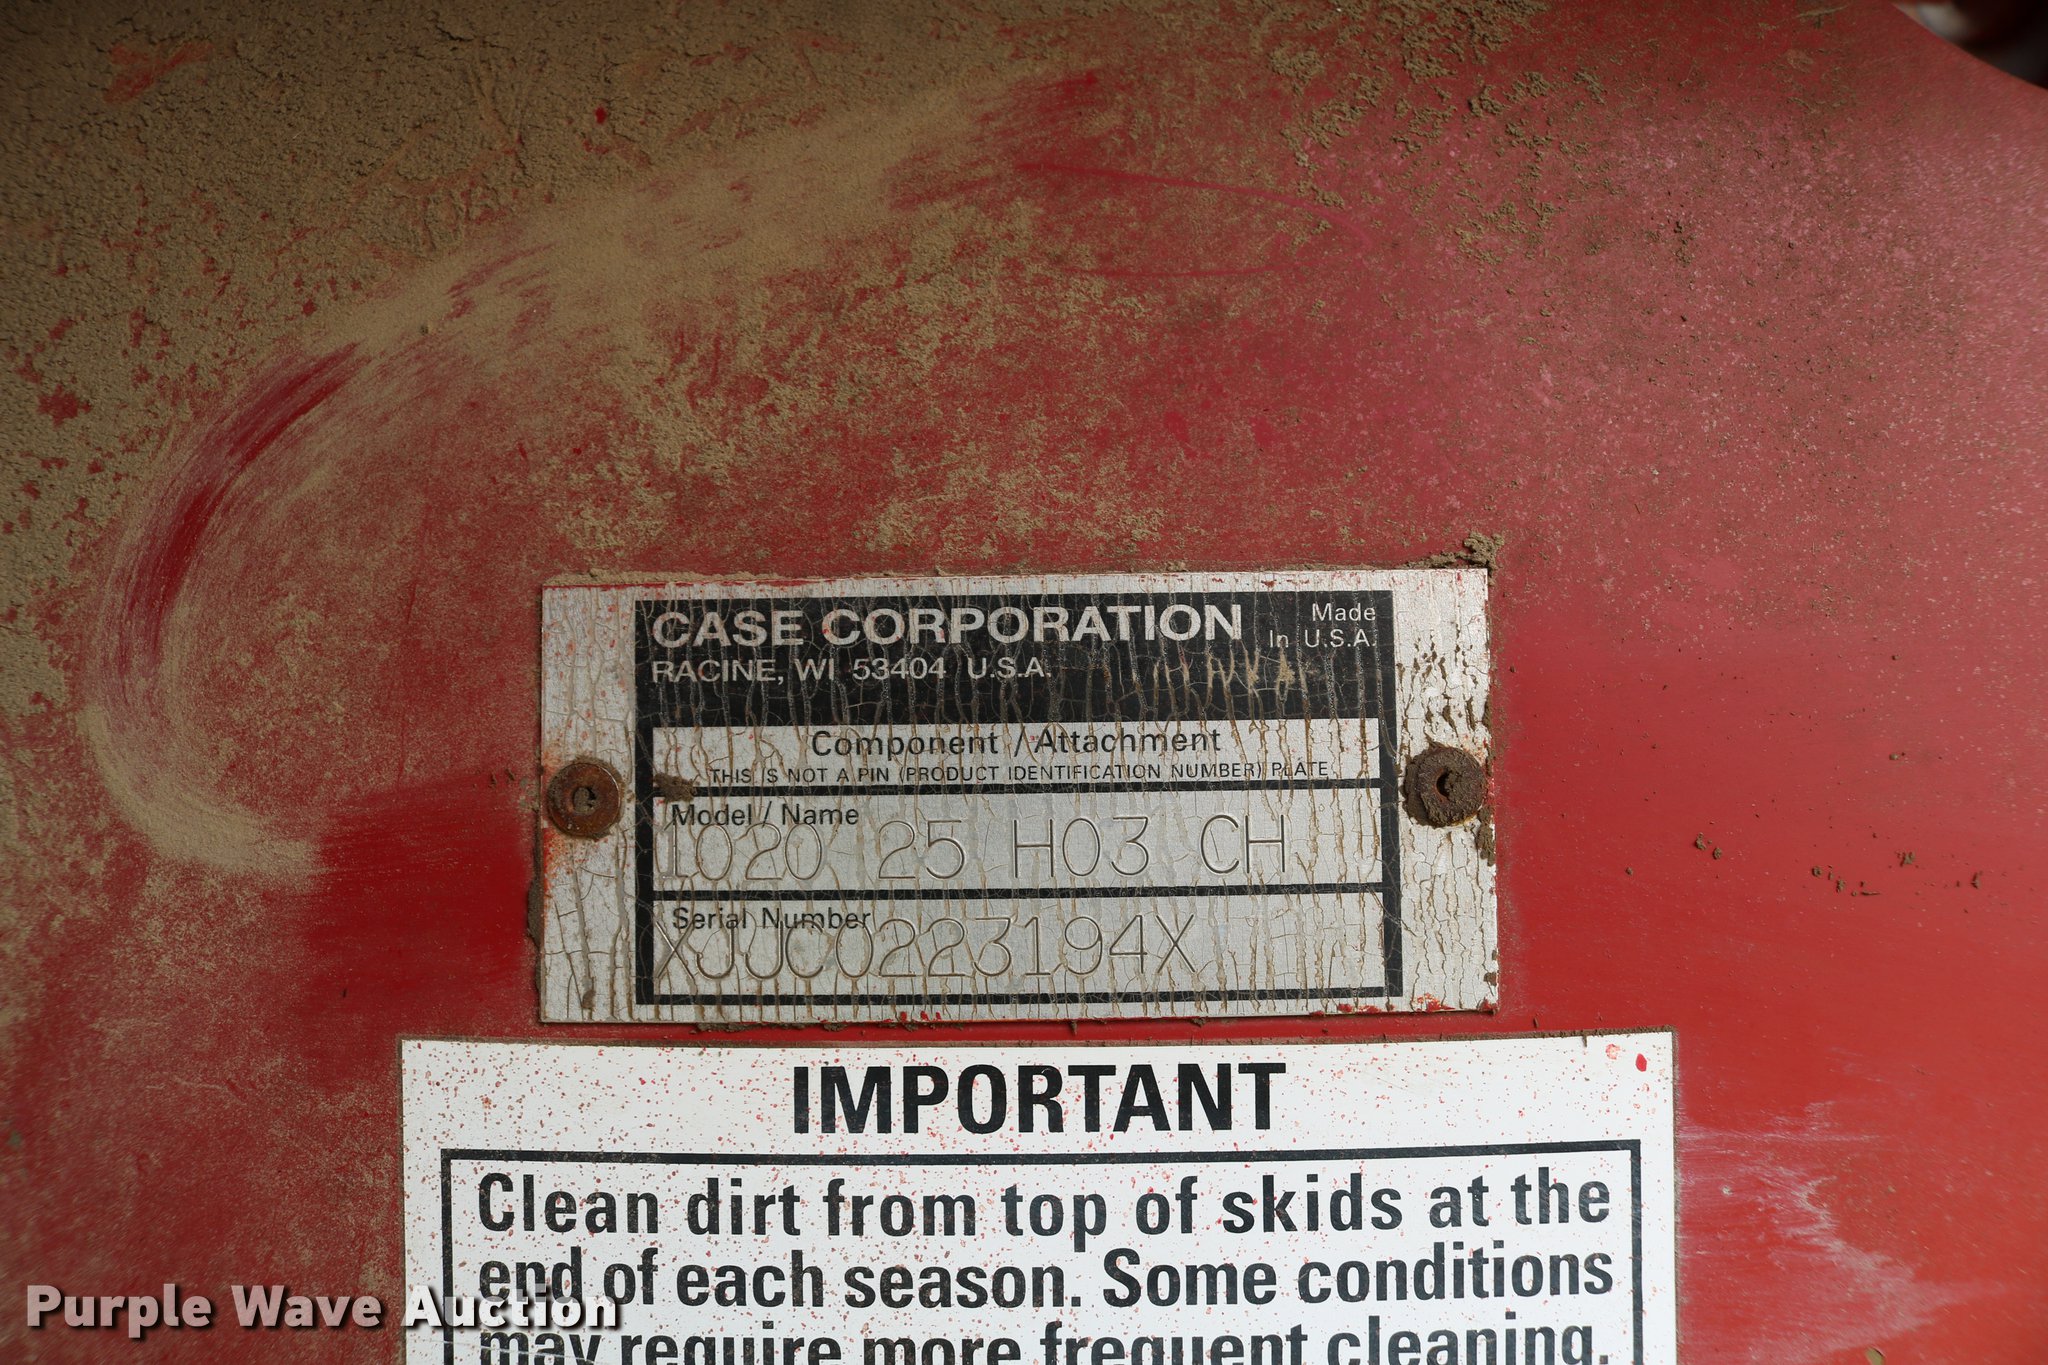 CASE CORPORATION
Made
In U.S.A.
RACINE, WI 53404 U.S.A.
Component / Attachment
THIS IS NOT A PIN (PRODUCT IDENTIFICATION NUMBER) PLATE
Model / Name
1020 25 H03 CH
Serial Number
XJJC0223194X
IMPORTANT
Clean dirt from top of skids at the
end of each season. Some conditions
may require more frequent cleaning.
Purple Wave Auction